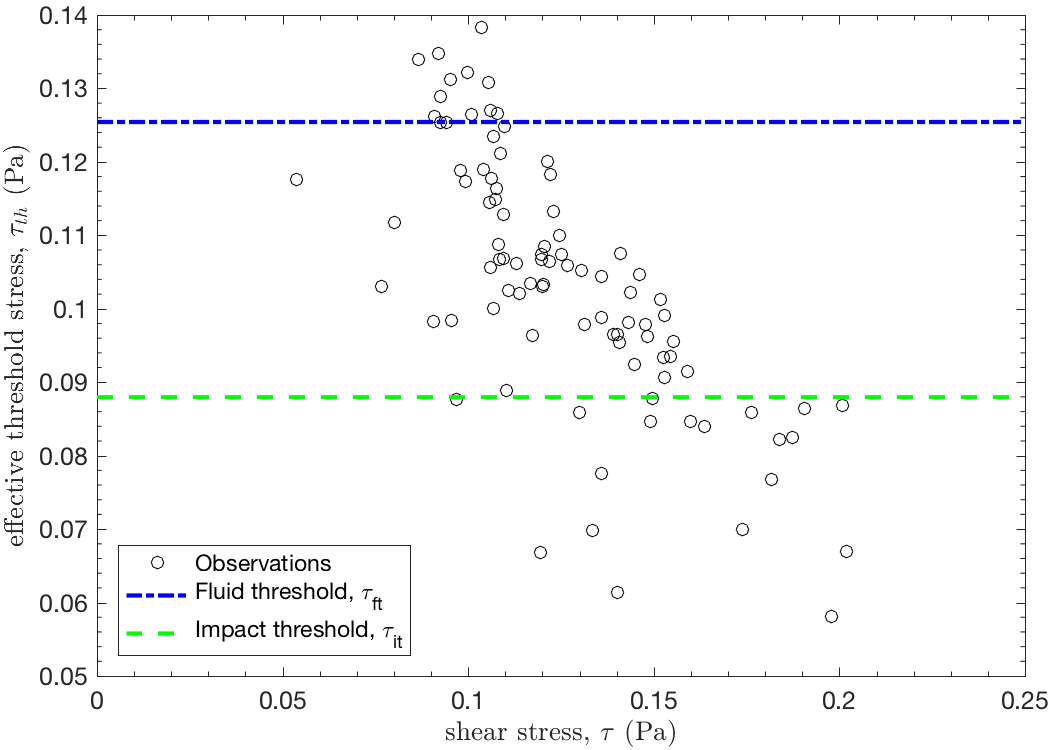 0.14
0.13
0.12
0.11
0.1
0.09
0.08
0.07
0.06
0.05
effective threshold stress, τth (Pa)
Observations
Fluid threshold, τft
Impact threshold, τit
0 0.05 0.1 0.15 0.2 0.25
shear stress, τ (Pa)